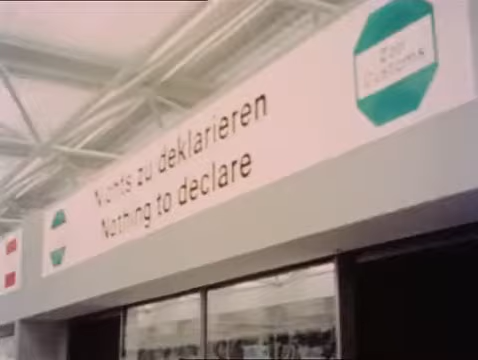 Nichts zu deklarieren
Nothing to declare
Zoll
Customs